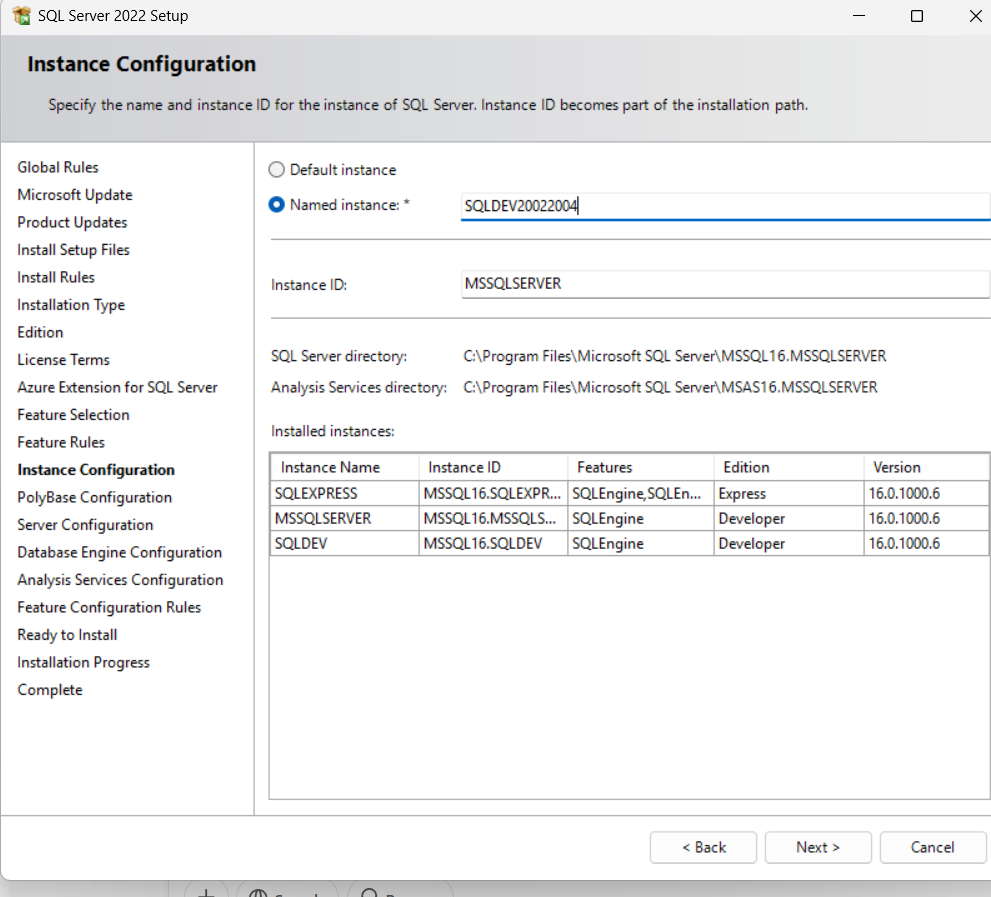 SQL Server 2022 Setup
Instance Configuration
Specify the name and instance ID for the instance of SQL Server. Instance ID becomes part of the installation path.
Global Rules
Microsoft Update
Product Updates
Install Setup Files
Install Rules
Installation Type
Edition
License Terms
Azure Extension for SQL Server
Feature Selection
Feature Rules
Instance Configuration
PolyBase Configuration
Server Configuration
Database Engine Configuration
Analysis Services Configuration
Feature Configuration Rules
Ready to Install
Installation Progress
Complete
Default instance
Named instance: * SQLDEV20022004
Instance ID: MSSQLSERVER
SQL Server directory: C:\Program Files\Microsoft SQL Server\MSSQL16.MSSQLSERVER
Analysis Services directory: C:\Program Files\Microsoft SQL Server\MSAS16.MSSQLSERVER
Installed instances:
Instance Name Instance ID Features Edition Version
SQLEXPRESS MSSQL16.SQLEXPR... SQLEngine,SQLEn... Express 16.0.1000.6
MSSQLSERVER MSSQL16.MSSQLS... SQLEngine Developer 16.0.1000.6
SQLDEV MSSQL16.SQLDEV SQLEngine Developer 16.0.1000.6
< Back Next > Cancel